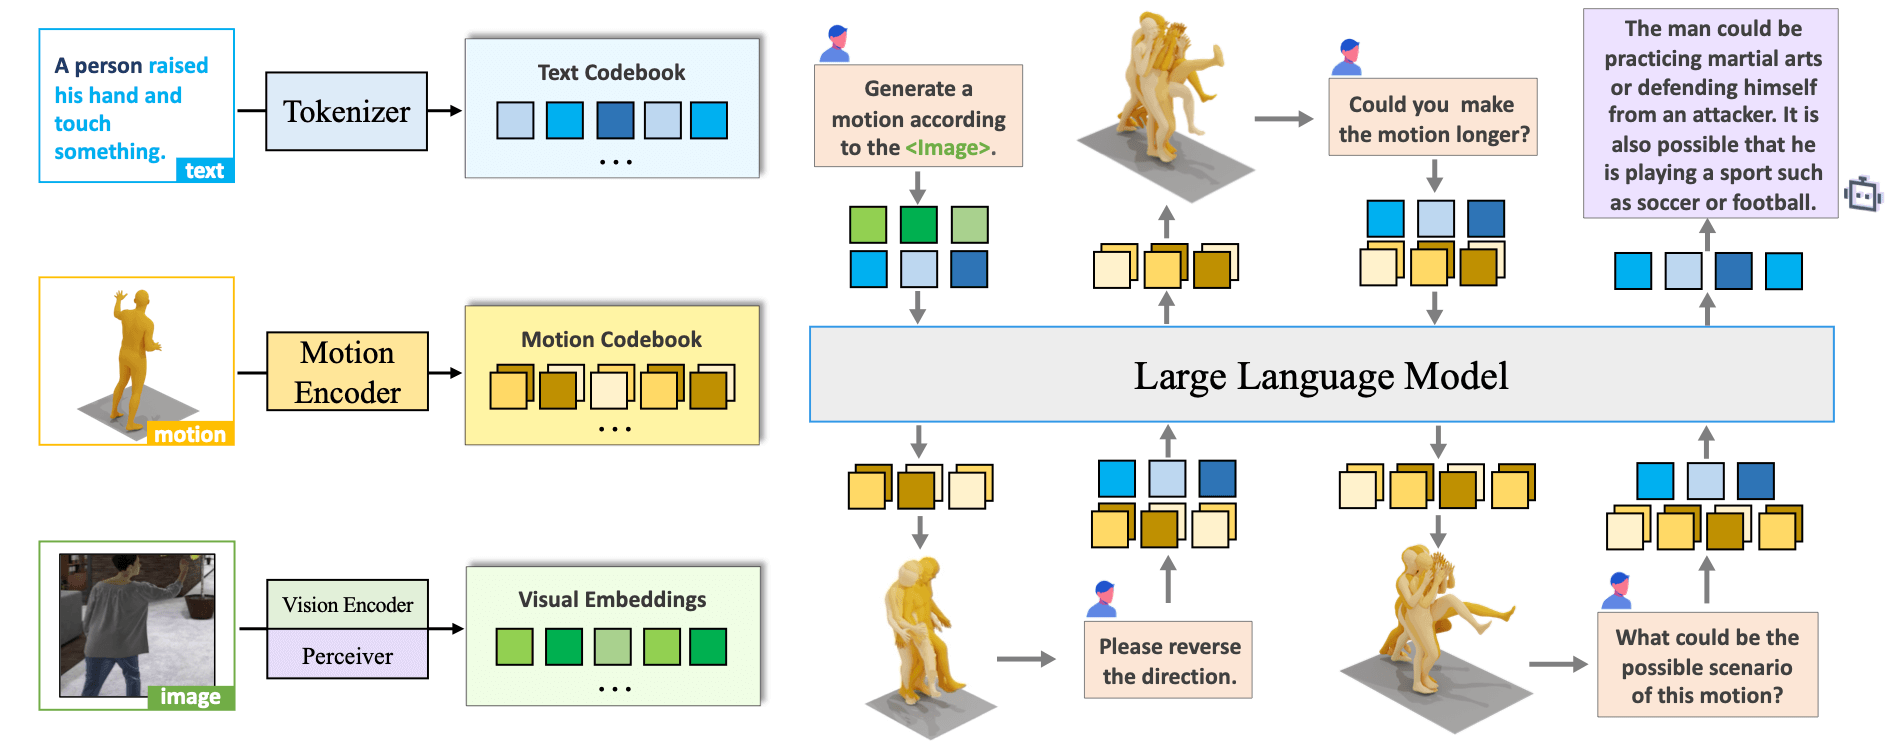 A person raised
his hand and
touch
something.
text
Tokenizer
Text Codebook
...
motion
Motion
Encoder
Motion Codebook
...
image
Vision Encoder
Perceiver
Visual Embeddings
...
Generate a
motion according
to the <Image>.
Could you make
the motion longer?
The man could be
practicing martial arts
or defending himself
from an attacker. It is
also possible that he
is playing a sport such
as soccer or football.
Large Language Model
Please reverse
the direction.
What could be the
possible scenario
of this motion?